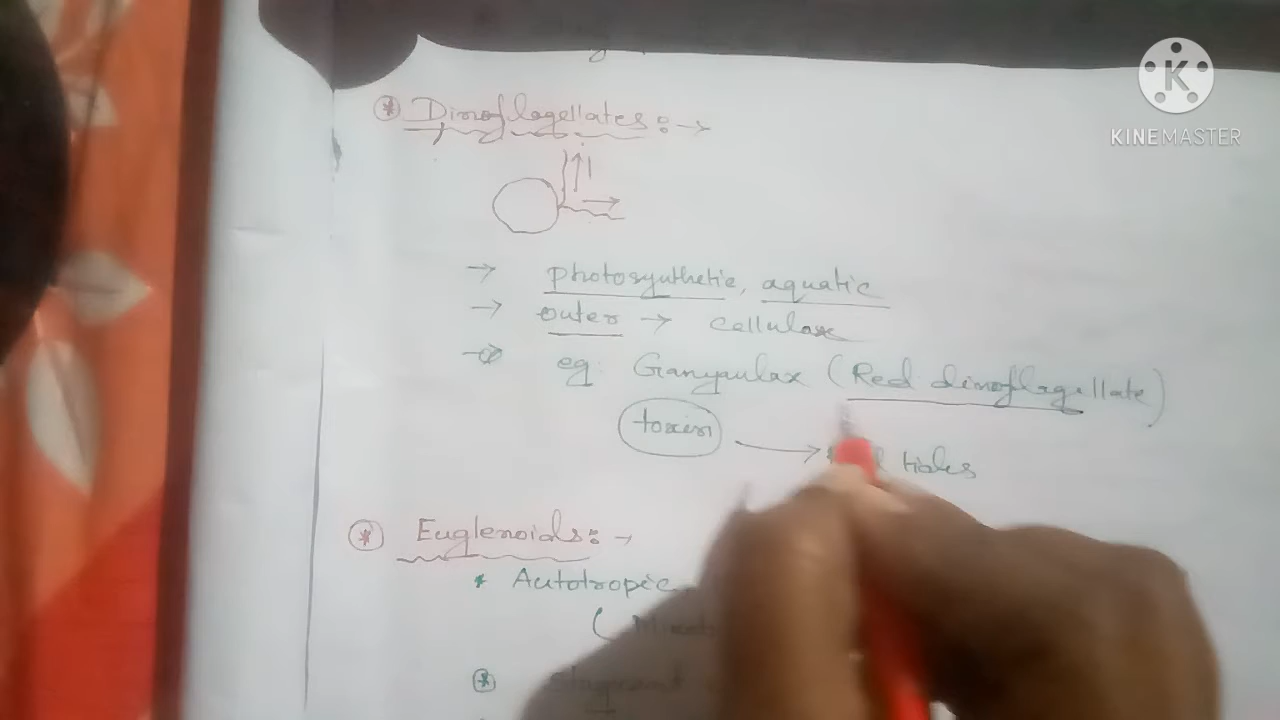 Dinoflagellates :→
→ photosynthetic, aquatic
→ outer → cellulose
→ eg: Gonyaulax (Red dinoflagellate)
toxin → tides
Euglenoids :→
* Autotropic
K
KINEMASTER